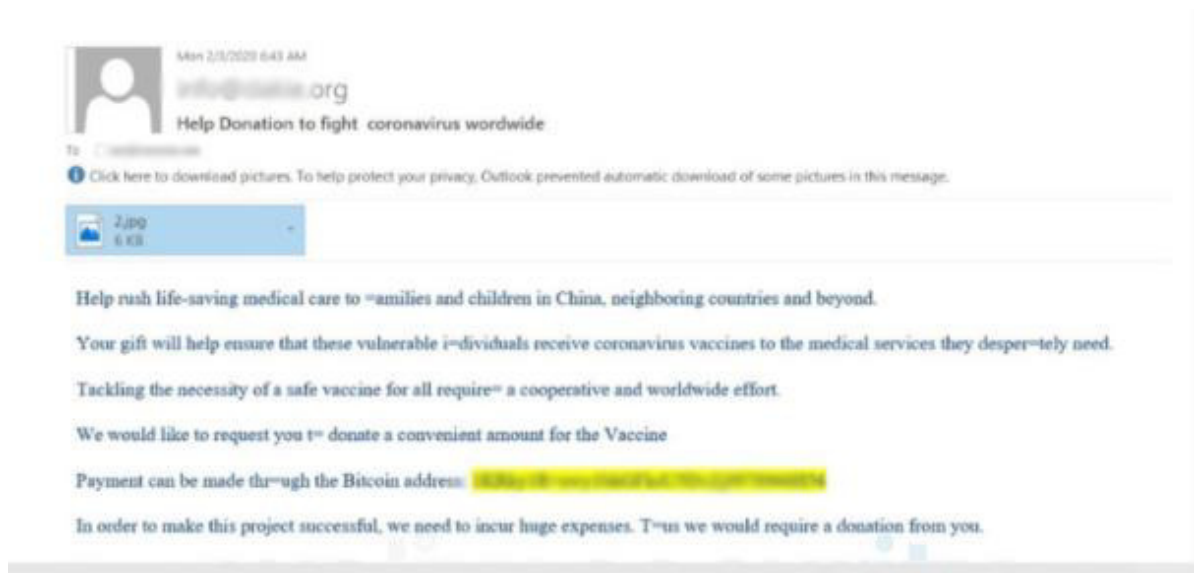 Mon 2/3/2020 6:43 AM
.org
Help Donation to fight coronavirus wordwide
To
Click here to download pictures. To help protect your privacy, Outlook prevented automatic download of some pictures in this message.
2.jpg
6 KB
Help rush life-saving medical care to =amilies and children in China, neighboring countries and beyond.
Your gift will help ensure that these vulnerable i=dividuals receive coronavirus vaccines to the medical services they desper=tely need.
Tackling the necessity of a safe vaccine for all require= a cooperative and worldwide effort.
We would like to request you t= donate a convenient amount for the Vaccine
Payment can be made thr=ugh the Bitcoin address:
In order to make this project successful, we need to incur huge expenses. T=us we would require a donation from you.